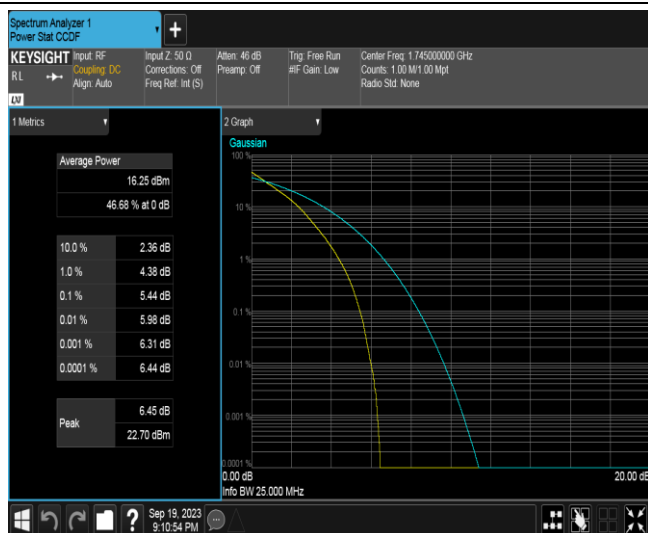 Spectrum Analyzer 1
Power Stat CCDF
+
KEYSIGHT
RL
LXI
Input: RF
Coupling: DC
Align: Auto
Input Z: 50 Ω
Corrections: Off
Freq Ref: Int (S)
Atten: 46 dB
Preamp: Off
Trig: Free Run
#IF Gain: Low
Center Freq: 1.745000000 GHz
Counts: 1.00 M/1.00 Mpt
Radio Std: None
1 Metrics
Average Power
16.25 dBm
46.68 % at 0 dB
10.0 % 2.36 dB
1.0 % 4.38 dB
0.1 % 5.44 dB
0.01 % 5.98 dB
0.001 % 6.31 dB
0.0001 % 6.44 dB
Peak
6.45 dB
22.70 dBm
2 Graph
Gaussian
100 %
10 %
1 %
0.1 %
0.01 %
0.001 %
0.0001 %
0.00 dB 20.00 dB
Info BW 25.000 MHz
?
Sep 19, 2023
9:10:54 PM